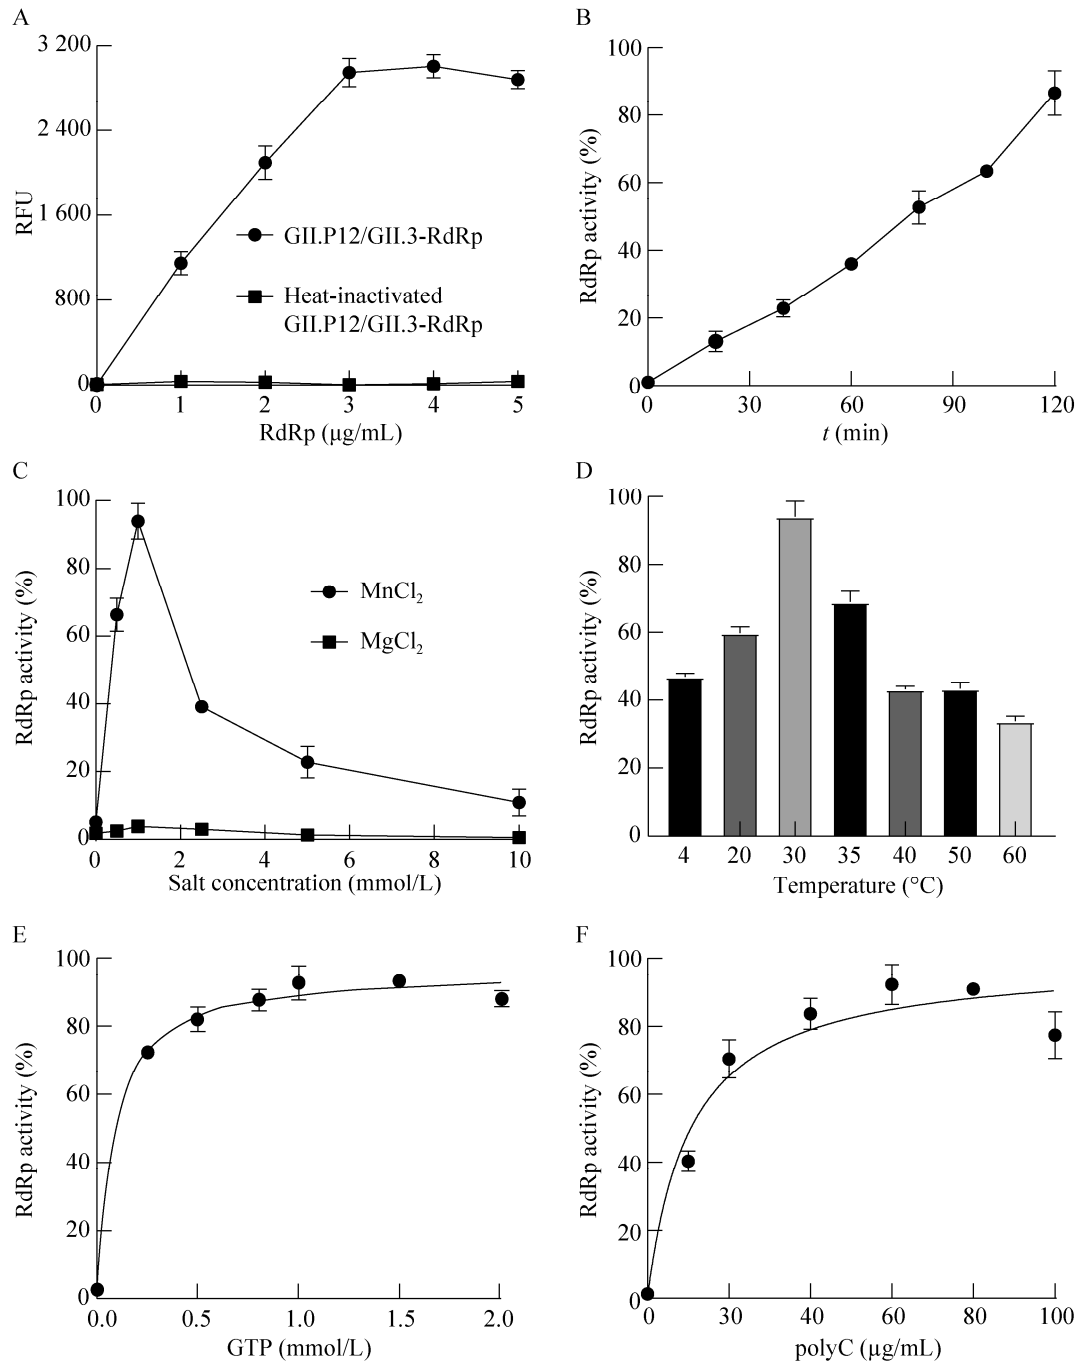 A
3 200
2 400
1 600
800
0
RFU
GII.P12/GII.3-RdRp
Heat-inactivated
GII.P12/GII.3-RdRp
0 1 2 3 4 5
RdRp (μg/mL)
B
100
80
60
40
20
0
RdRp activity (%)
0 30 60 90 120
t (min)
C
100
80
60
40
20
0
RdRp activity (%)
MnCl₂
MgCl₂
0 2 4 6 8 10
Salt concentration (mmol/L)
D
100
80
60
40
20
0
RdRp activity (%)
4 20 30 35 40 50 60
Temperature (°C)
E
100
80
60
40
20
0
RdRp activity (%)
0.0 0.5 1.0 1.5 2.0
GTP (mmol/L)
F
100
80
60
40
20
0
RdRp activity (%)
0 30 40 60 80 100
polyC (μg/mL)